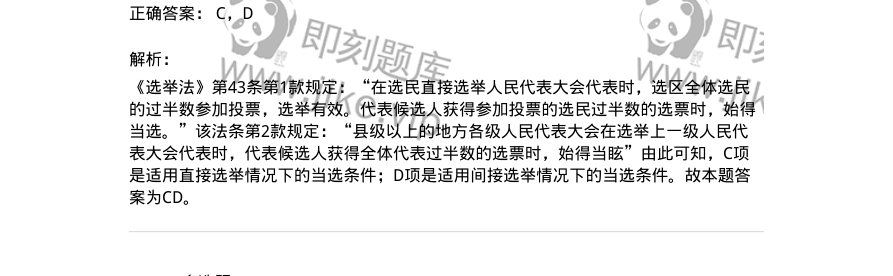 正确答案： C，D
解析：
《选举法》第43条第1款规定：“在选民直接选举人民代表大会代表时，选区全体选民
的过半数参加投票，选举有效。代表候选人获得参加投票的选民过半数的选票时，始得
当选。”该法条第2款规定：“县级以上的地方各级人民代表大会在选举上一级人民代
表大会代表时，代表候选人获得全体代表过半数的选票时，始得当眩”由此可知，C项
是适用直接选举情况下的当选条件；D项是适用间接选举情况下的当选条件。故本题答
案为CD。
即刻题库
即刻